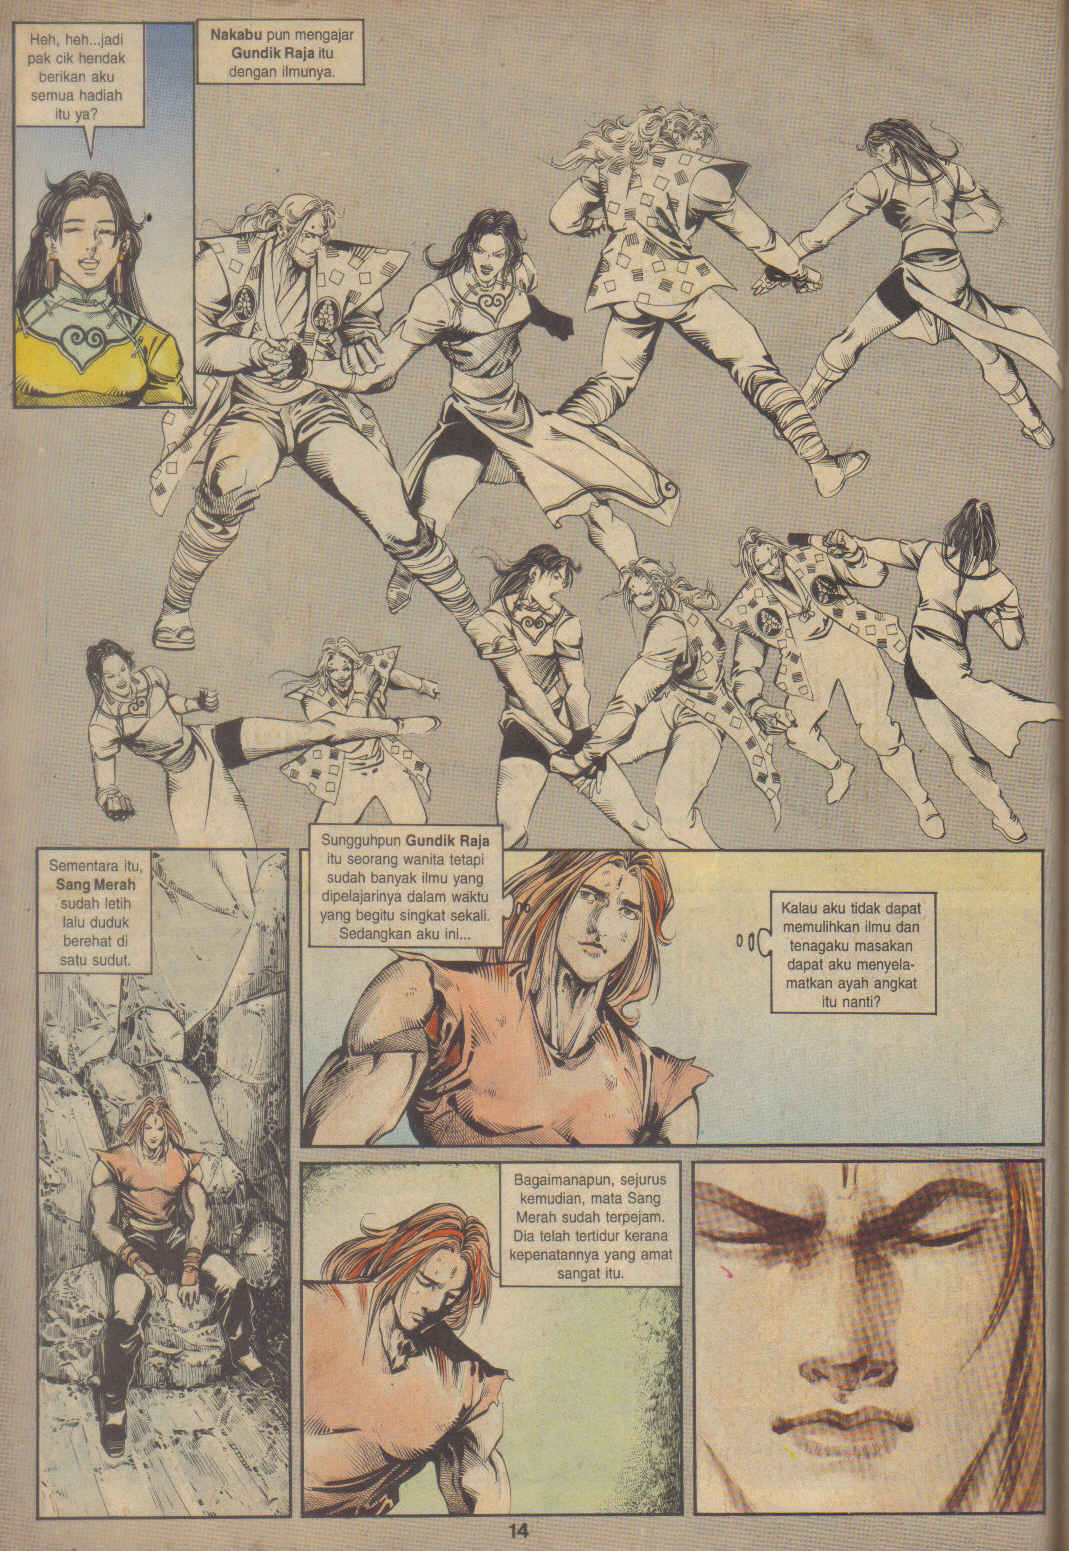 Heh, heh...jadi
pak cik hendak
berikan aku
semua hadiah
itu ya?
Nakabu pun mengajar
Gundik Raja itu
dengan ilmunya.
Sementara itu,
Sang Merah
sudah letih
lalu duduk
berehat di
satu sudut.
Sungguhpun Gundik Raja
itu seorang wanita tetapi
sudah banyak ilmu yang
dipelajarinya dalam waktu
yang begitu singkat sekali.
Sedangkan aku ini...
Kalau aku tidak dapat
memulihkan ilmu dan
tenagaku masakan
dapat aku menyela-
matkan ayah angkat
itu nanti?
Bagaimanapun, sejurus
kemudian, mata Sang
Merah sudah terpejam.
Dia telah tertidur kerana
kepenatannya yang amat
sangat itu.
14